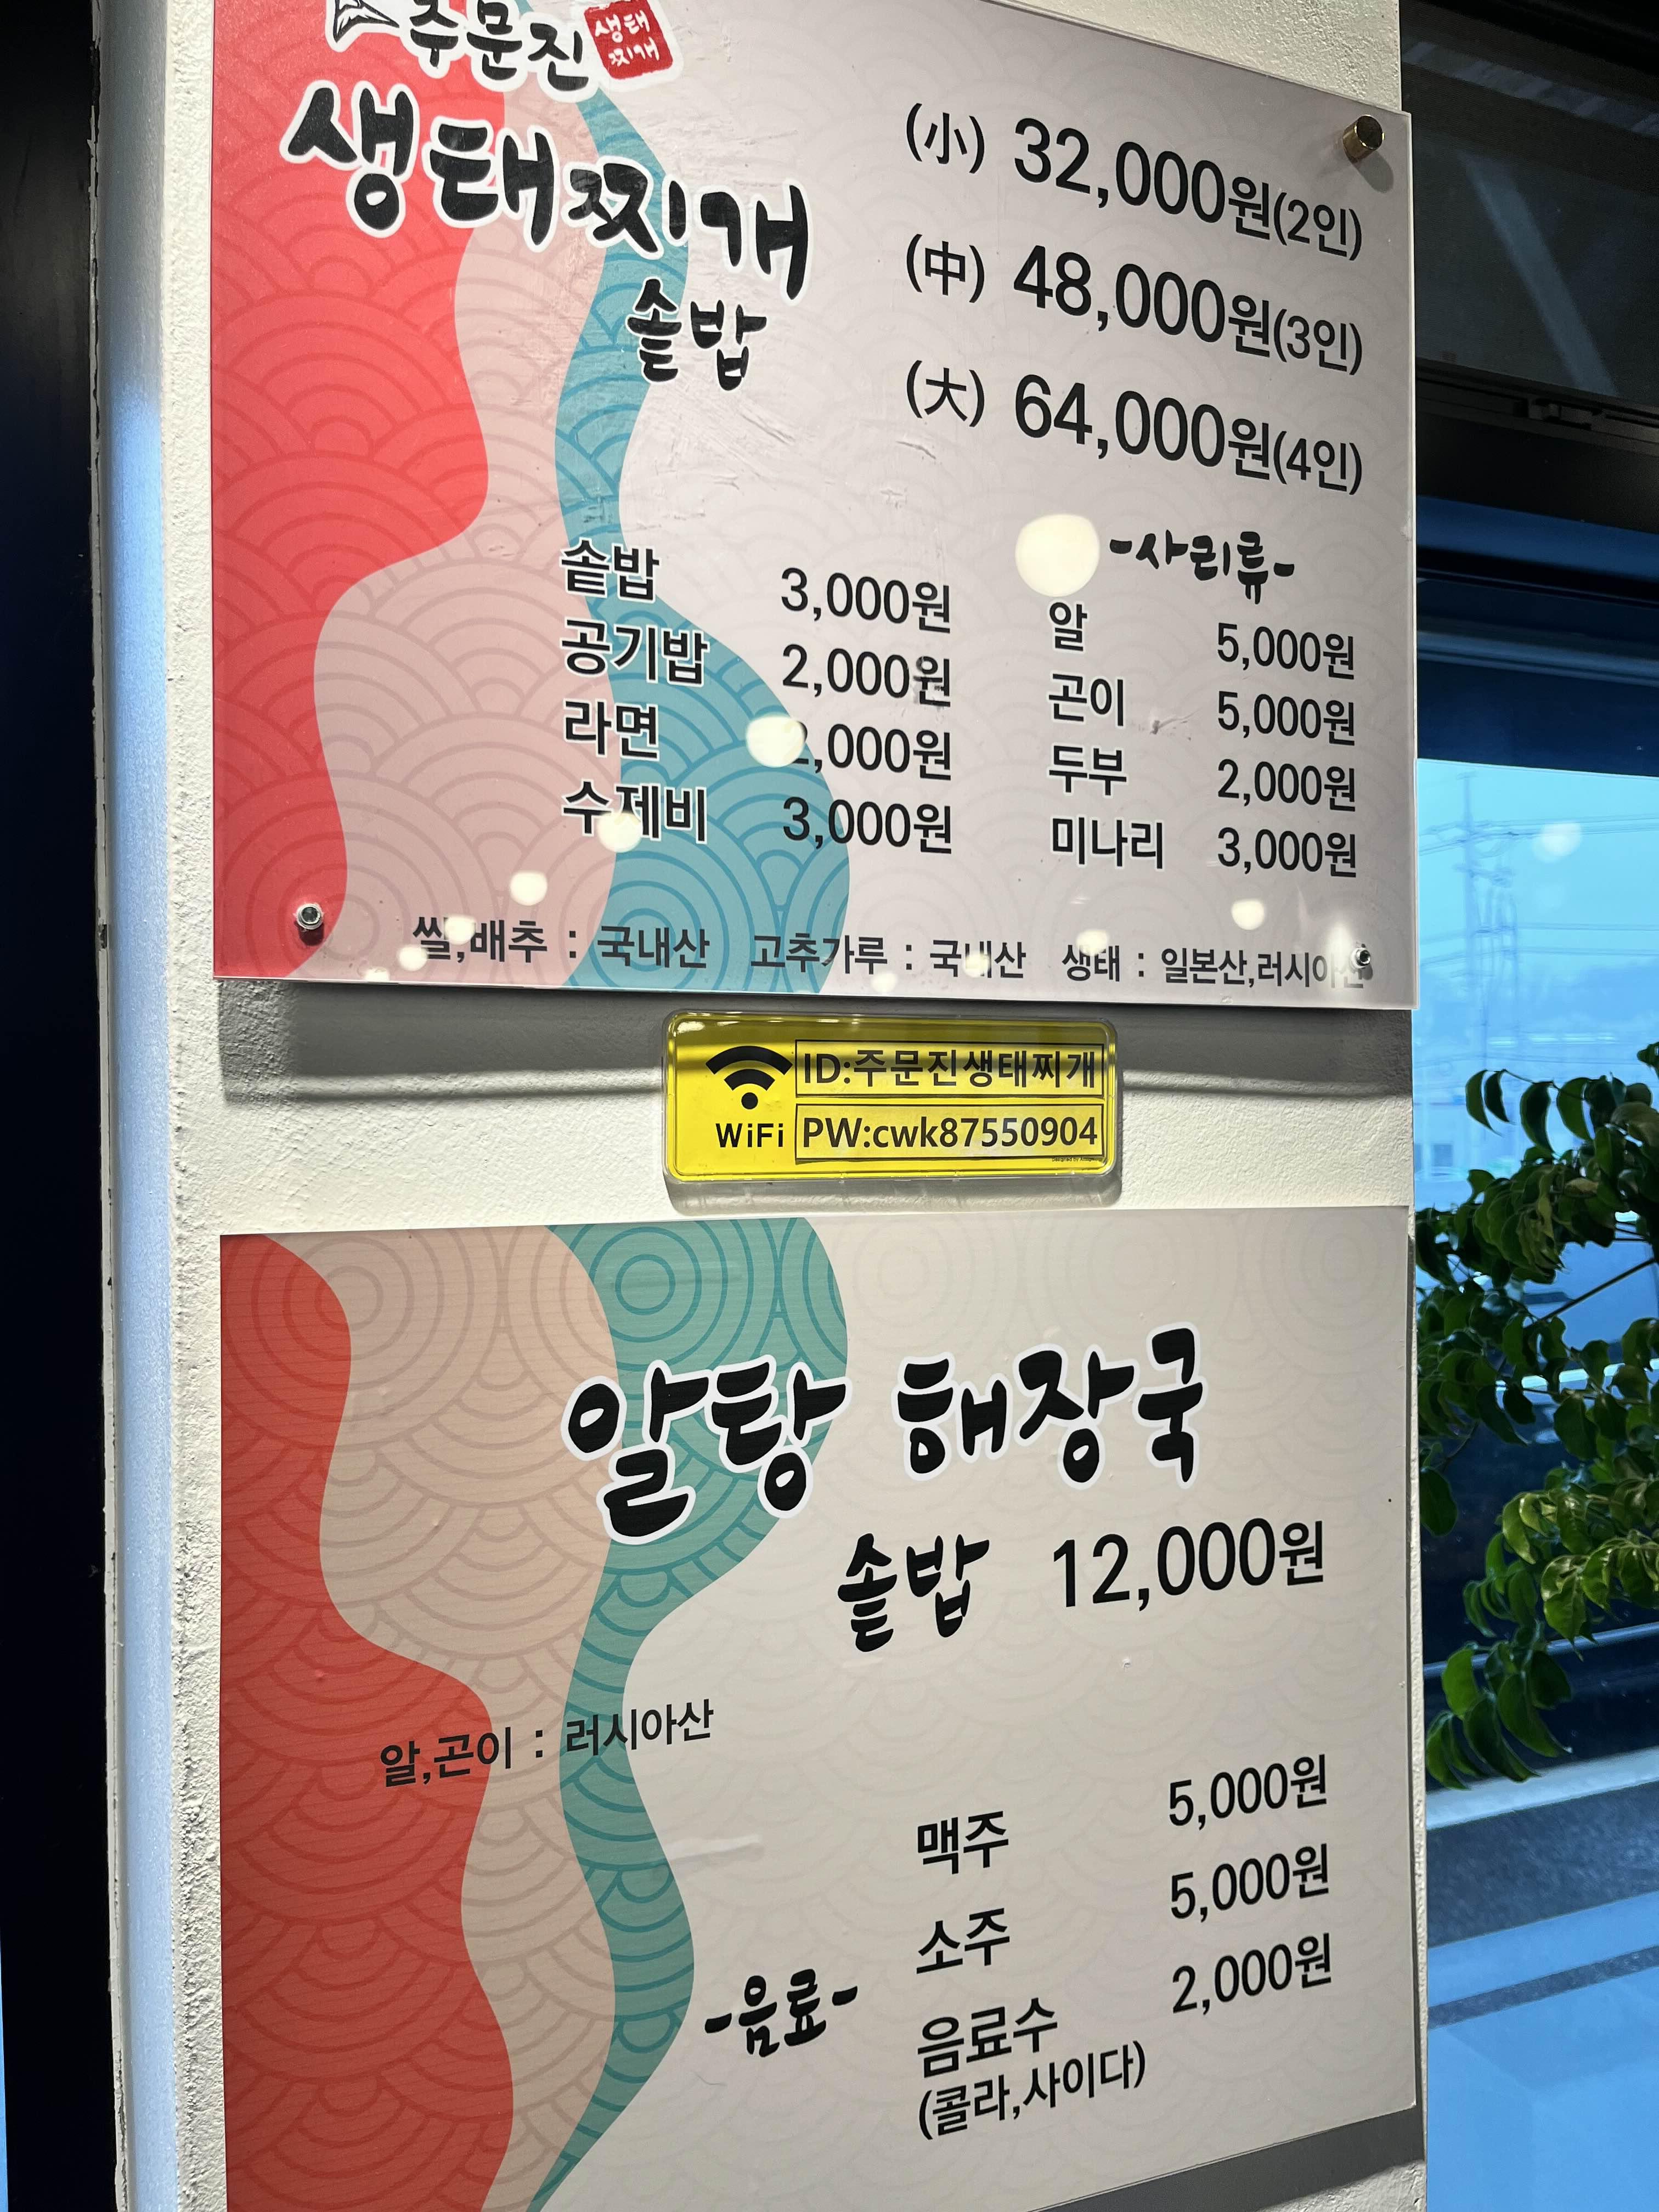 주문진
생태
찌개
생태찌개
솥밥
(小) 32,000원(2인)
(中) 48,000원(3인)
(大) 64,000원(4인)
솥밥 3,000원
공기밥 2,000원
라면 ,000원
수제비 3,000원
-사리류-
알 5,000원
곤이 5,000원
두부 2,000원
미나리 3,000원
쌀,배추 : 국내산 고추가루 : 국내산 생태 : 일본산,러시아산
WiFi
ID:주문진생태찌개
PW:cwk87550904
알탕 해장국
솥밥 12,000원
알,곤이 : 러시아산
-음료-
맥주 5,000원
소주 5,000원
음료수 2,000원
(콜라,사이다)